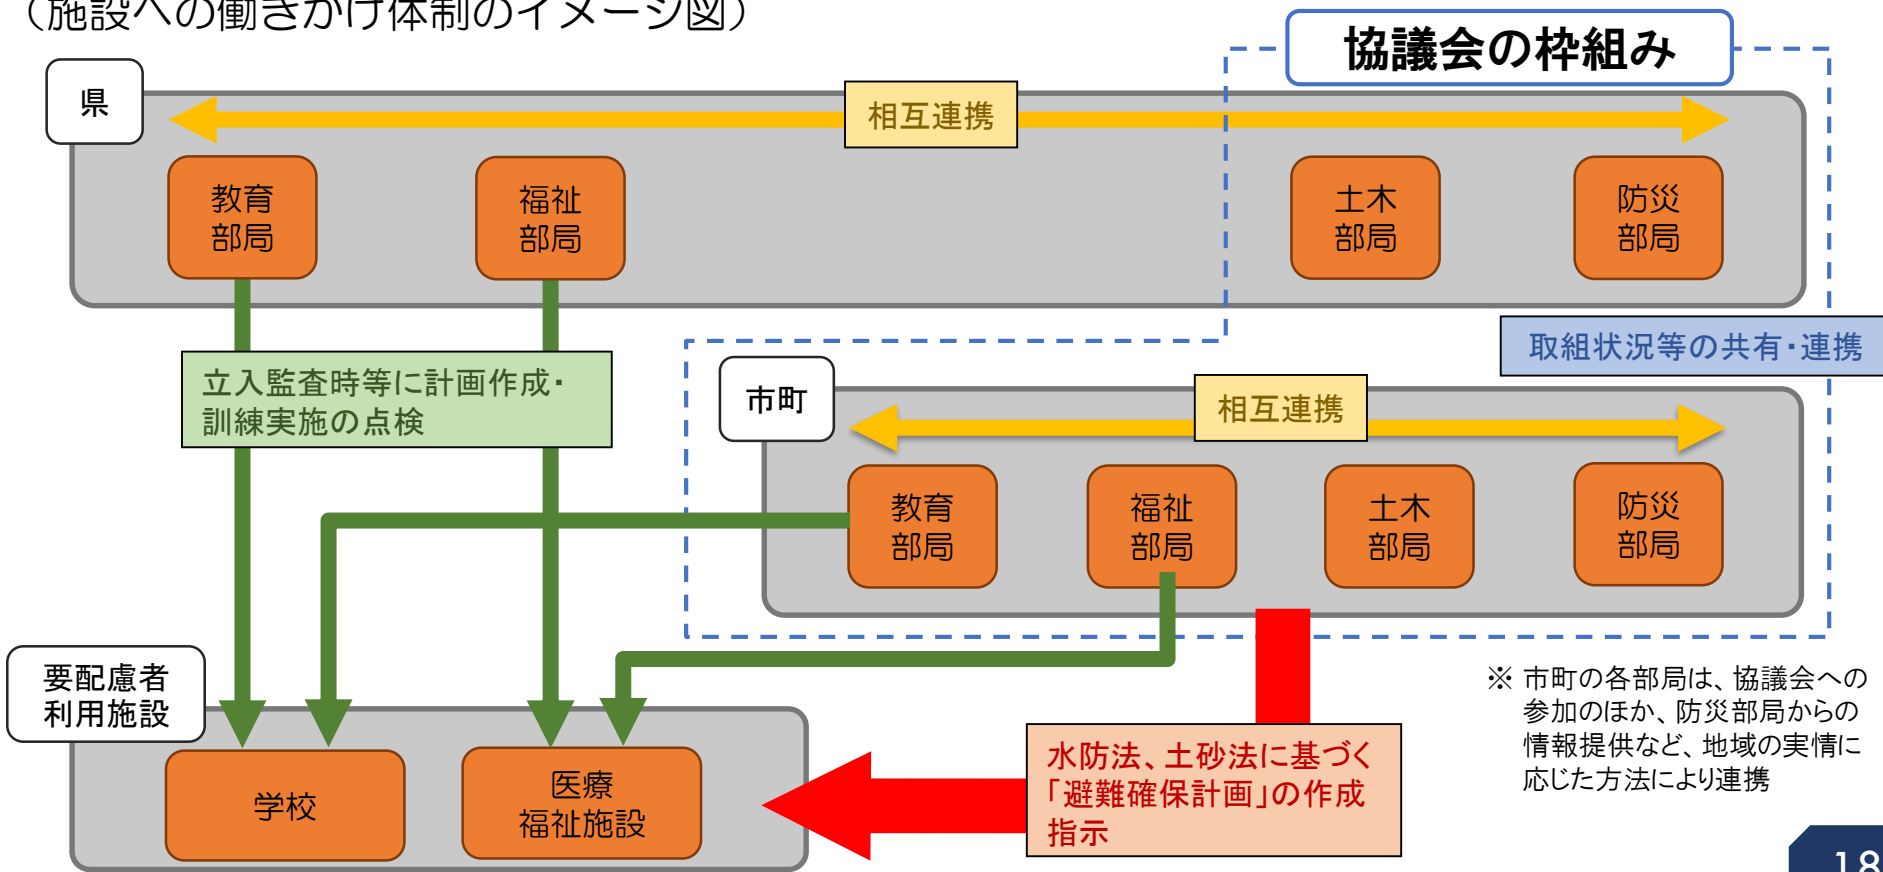 （施設への働きかけ体制のイメージ図）
協議会の枠組み
県
相互連携
教育
部局
福祉
部局
土木
部局
防災
部局
取組状況等の共有・連携
立入監査時等に計画作成・
訓練実施の点検
市町
相互連携
教育
部局
福祉
部局
土木
部局
防災
部局
要配慮者
利用施設
学校
医療
福祉施設
水防法、土砂法に基づく
「避難確保計画」の作成
指示
※ 市町の各部局は、協議会への
参加のほか、防災部局からの
情報提供など、地域の実情に
応じた方法により連携
18